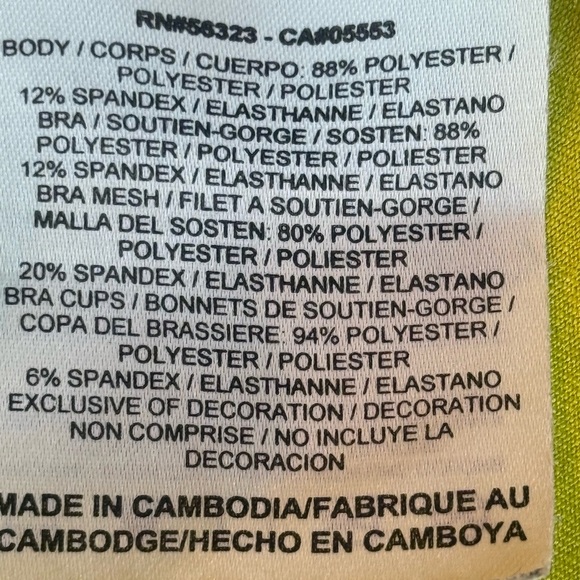 RN#56323 - CA#05553
BODY / CORPS / CUERPO: 88% POLYESTER /
POLYESTER / POLIESTER
12% SPANDEX / ELASTHANNE / ELASTANO
BRA / SOUTIEN-GORGE / SOSTEN: 88%
POLYESTER / POLYESTER / POLIESTER
12% SPANDEX / ELASTHANNE / ELASTANO
BRA MESH / FILET A SOUTIEN-GORGE /
MALLA DEL SOSTEN: 80% POLYESTER /
POLYESTER / POLIESTER
20% SPANDEX / ELASTHANNE / ELASTANO
BRA CUPS / BONNETS DE SOUTIEN-GORGE /
COPA DEL BRASSIERE: 94% POLYESTER /
POLYESTER / POLIESTER
6% SPANDEX / ELASTHANNE / ELASTANO
EXCLUSIVE OF DECORATION / DECORATION
NON COMPRISE / NO INCLUYE LA
DECORACION
MADE IN CAMBODIA/FABRIQUE AU
CAMBODGE/HECHO EN CAMBOYA